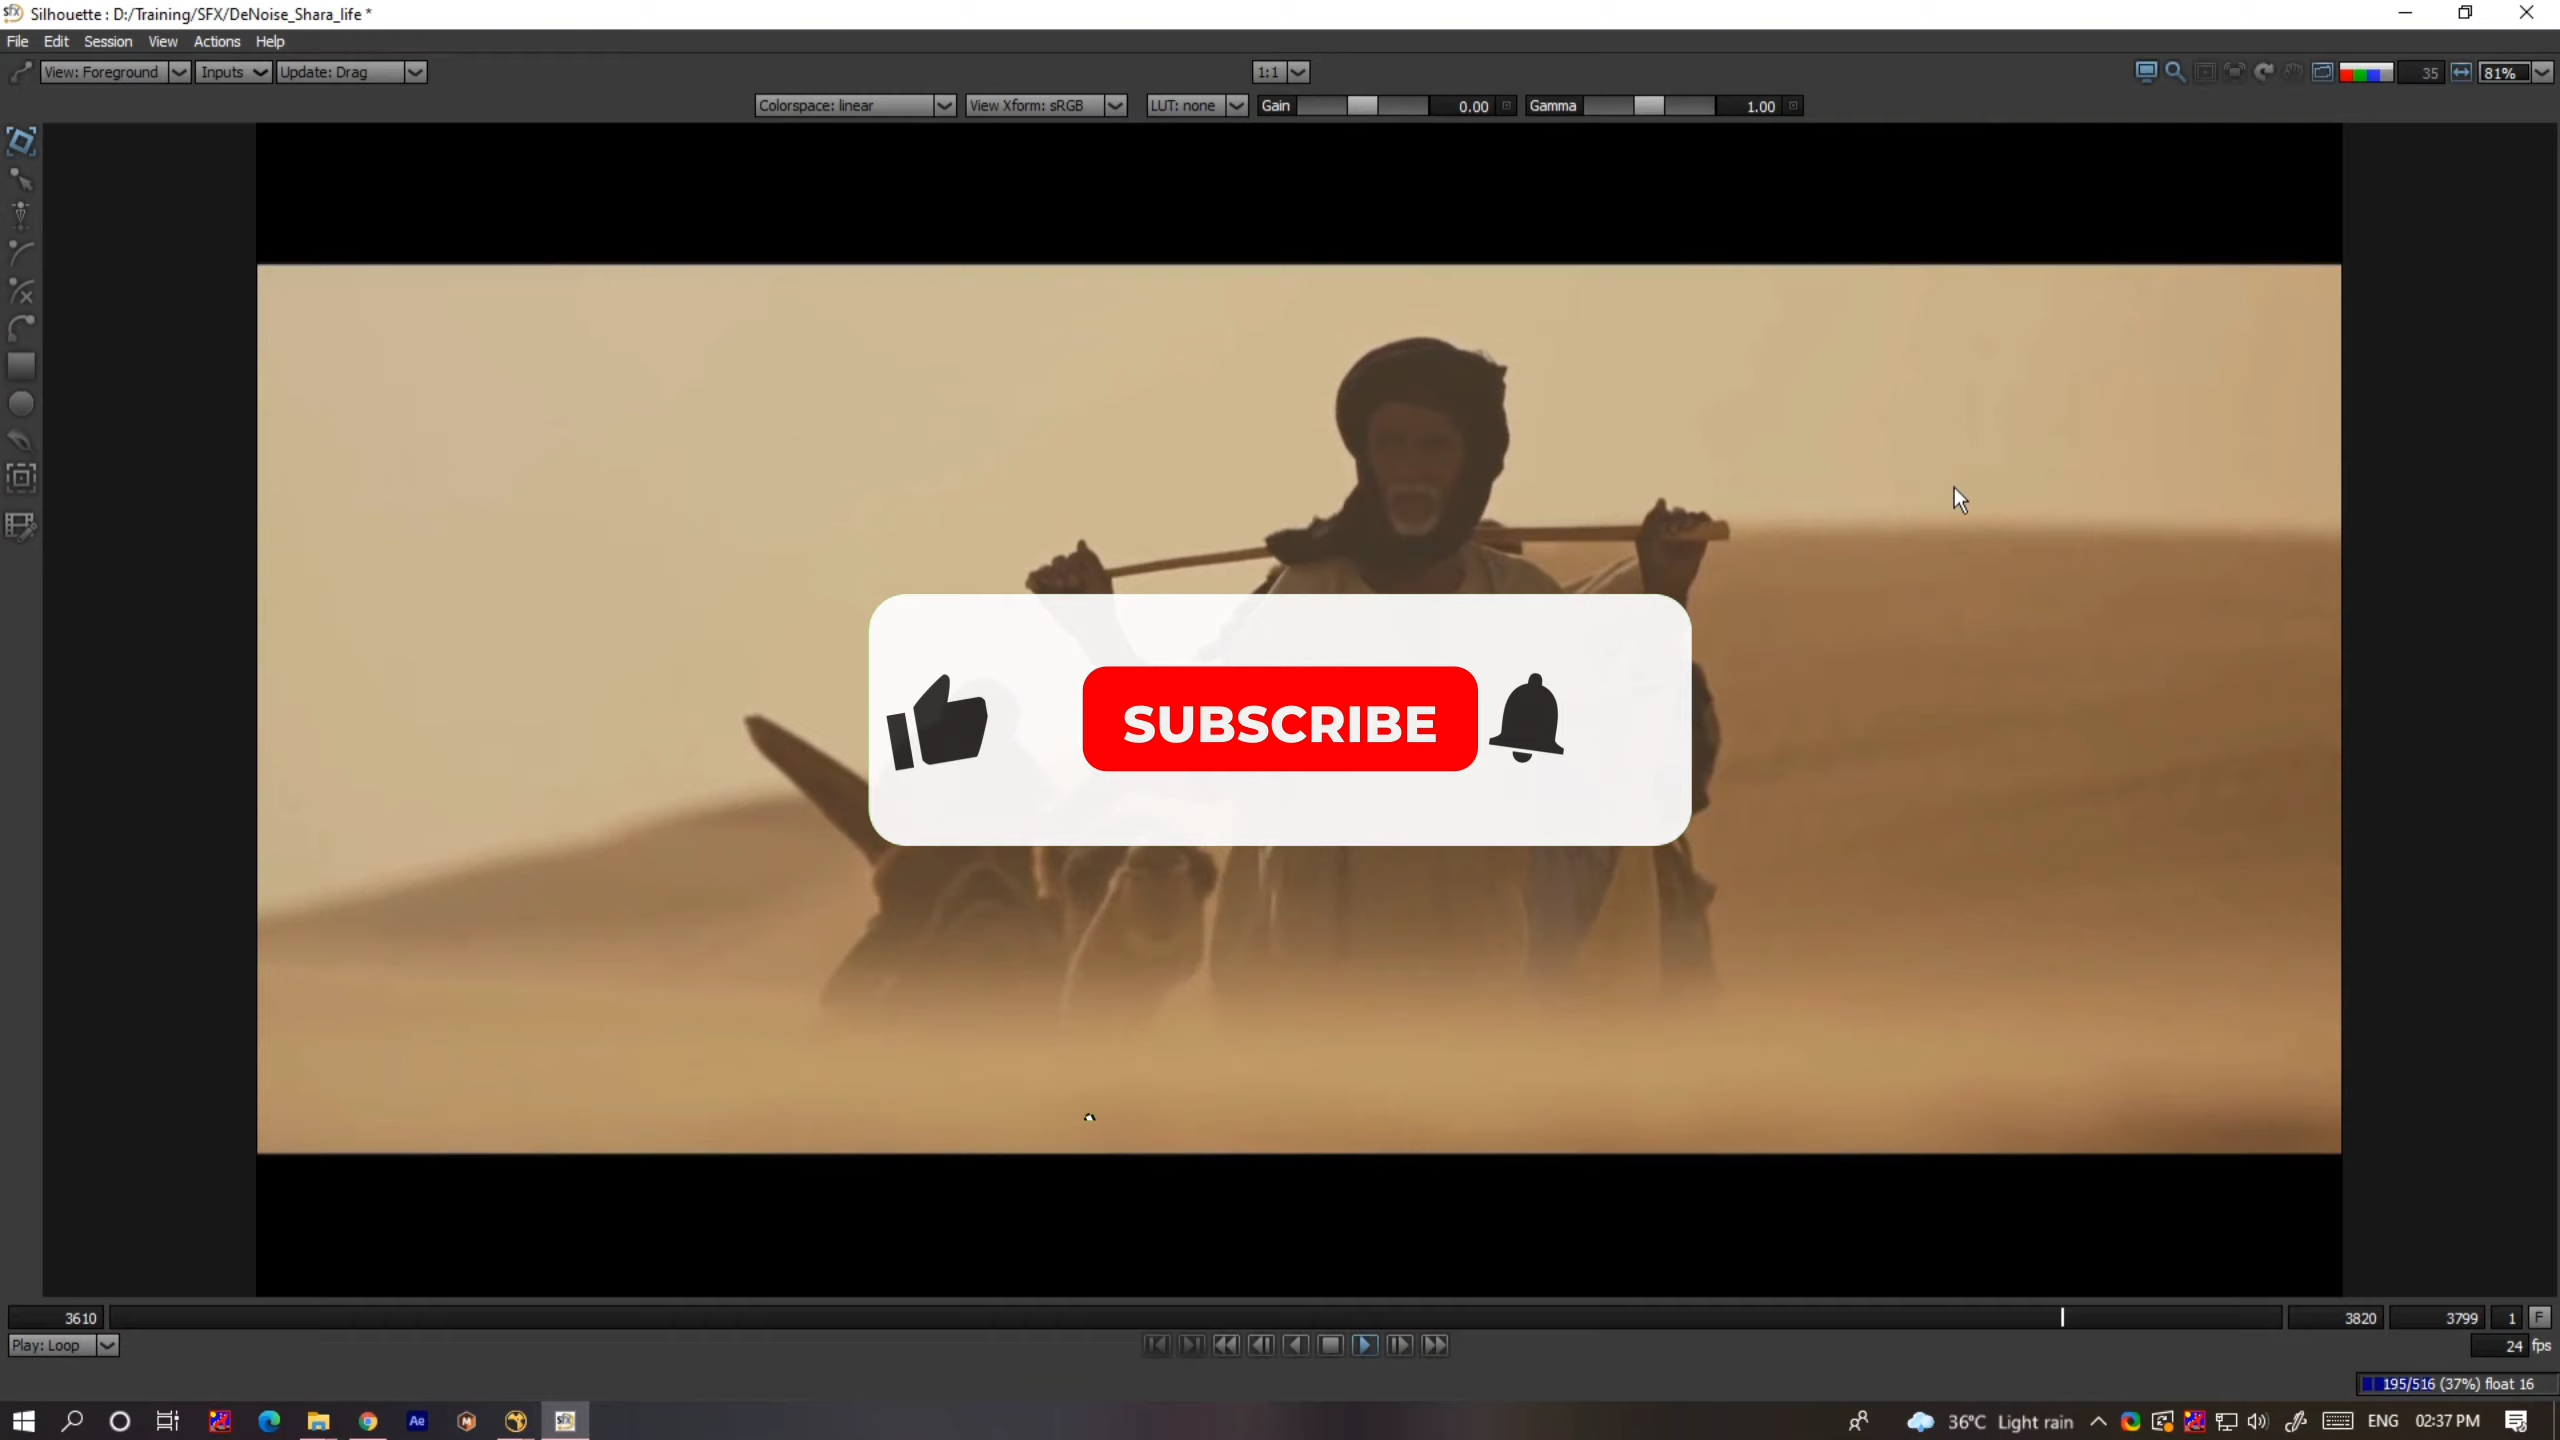 Silhouette : D:/Training/SFX/DeNoise_Shara_life *
File Edit Session View Actions Help
View: Foreground Inputs Update: Drag 1:1 35 81%
Colorspace: linear View Xform: sRGB LUT: none Gain 0.00 Gamma 1.00
SUBSCRIBE
3610 3820 3799 1 F
Play: Loop 24 fps
195/516 (37%) float 16
Ae M sfx 36°C Light rain ENG 02:37 PM